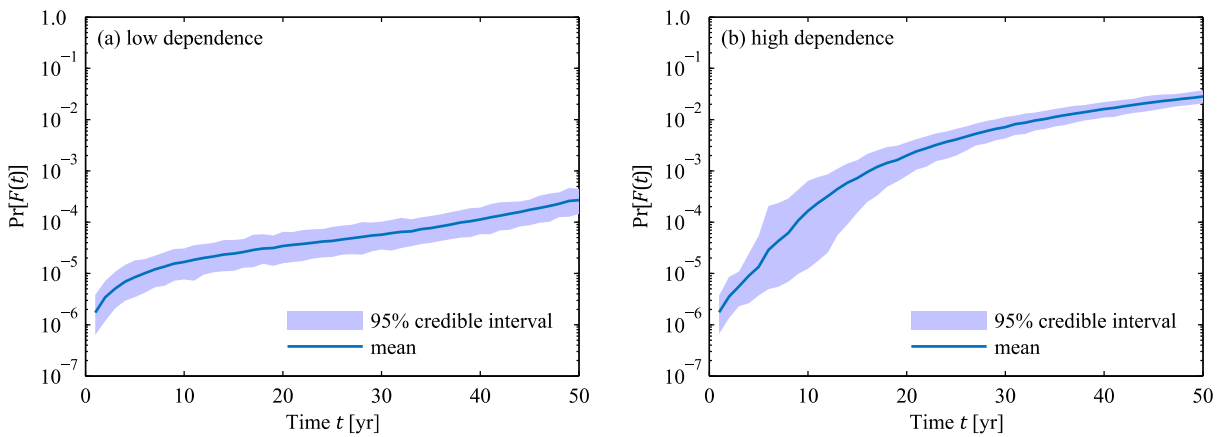 (a) low dependence
1.0
10⁻¹
10⁻²
10⁻³
10⁻⁴
10⁻⁵
10⁻⁶
10⁻⁷
Pr[F(t)]
95% credible interval
mean
0 10 20 30 40 50
Time t [yr]
(b) high dependence
1.0
10⁻¹
10⁻²
10⁻³
10⁻⁴
10⁻⁵
10⁻⁶
10⁻⁷
Pr[F(t)]
95% credible interval
mean
0 10 20 30 40 50
Time t [yr]